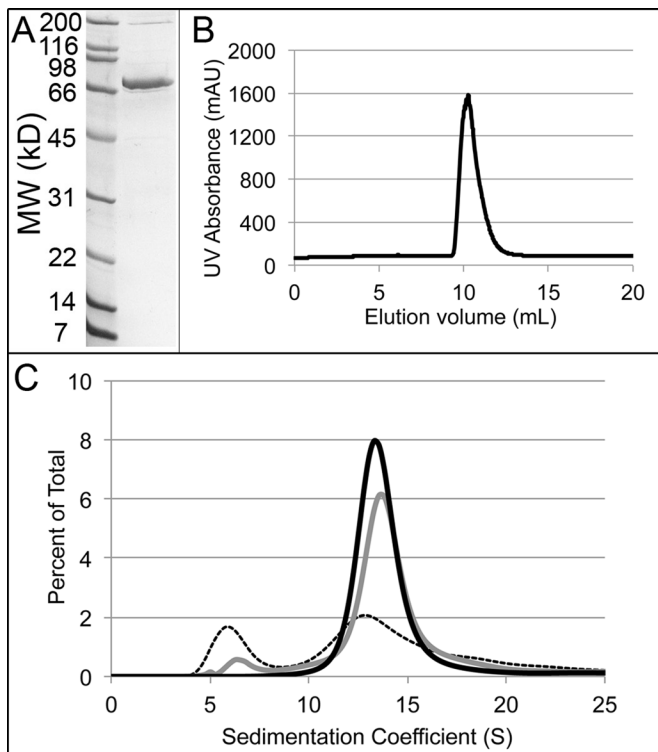 A
MW (kD)
200
116
98
66
45
31
22
14
7
B
UV Absorbance (mAU)
2000
1600
1200
800
400
0
0 5 10 15 20
Elution volume (mL)
C
Percent of Total
10
8
6
4
2
0
0 5 10 15 20 25
Sedimentation Coefficient (S)